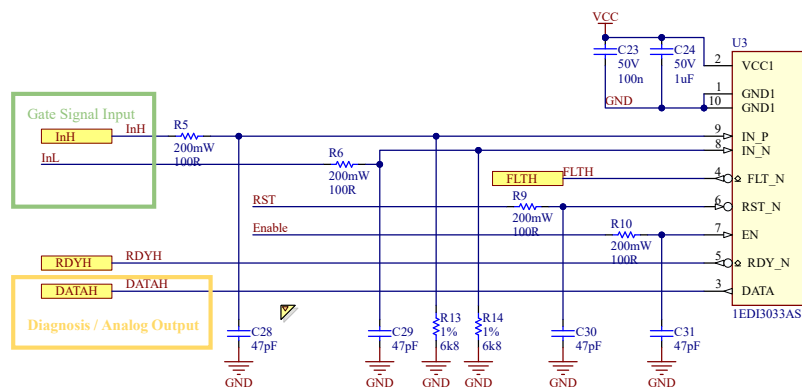 VCC
U3
C23
50V
100n
C24
50V
1uF
2
VCC1
1
GND1
GND
10
GND1
Gate Signal Input
InH
InH
R5
200mW
100R
9
IN_P
InL
R6
200mW
100R
8
IN_N
FLTH
FLTH
4
FLT_N
RST
R9
200mW
100R
6
RST_N
Enable
R10
200mW
100R
7
EN
RDYH
RDYH
5
RDY_N
DATAH
DATAH
3
DATA
1EDI3033AS
Diagnosis / Analog Output
C28
47pF
C29
47pF
R13
1%
6k8
R14
1%
6k8
C30
47pF
C31
47pF
GND
GND
GND
GND
GND
GND